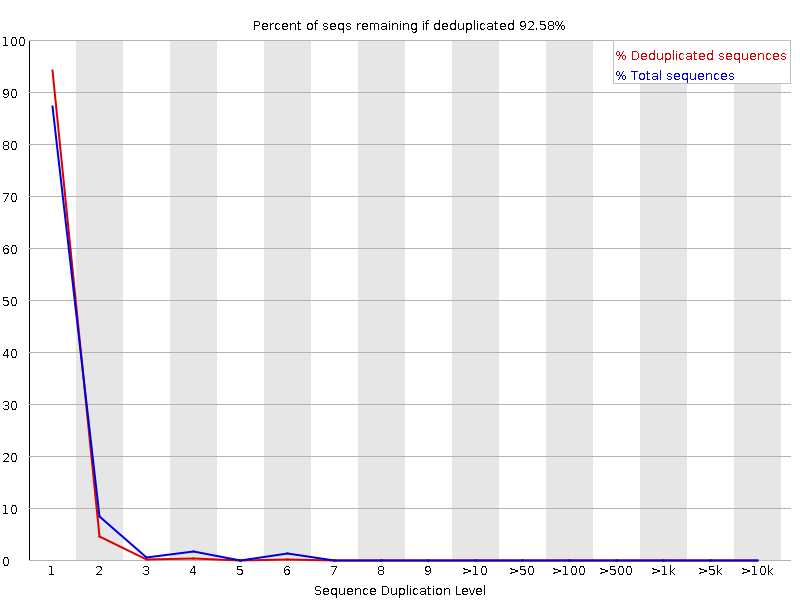 Percent of seqs remaining if deduplicated 92.58%
% Deduplicated sequences
% Total sequences
100
90
80
70
60
50
40
30
20
10
0
1 2 3 4 5 6 7 8 9 >10 >50 >100 >500 >1k >5k >10k
Sequence Duplication Level